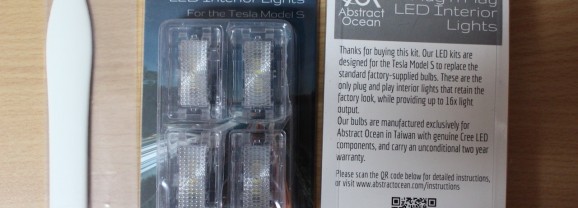 LED Interior Lights
For the Tesla Model S
Abstract
Ocean
LED Interior
Lights
Thanks for buying this kit. Our LED kits are
designed for the Tesla Model S to replace the
standard factory-supplied bulbs. These are the
only plug and play interior lights that retain the
factory look, while providing up to 16x light
output.
Our bulbs are manufactured exclusively for
Abstract Ocean in Taiwan with genuine Cree LED
components, and carry an unconditional two year
warranty.
Please scan the QR code below for detailed instructions,
or visit www.abstractocean.com/instructions